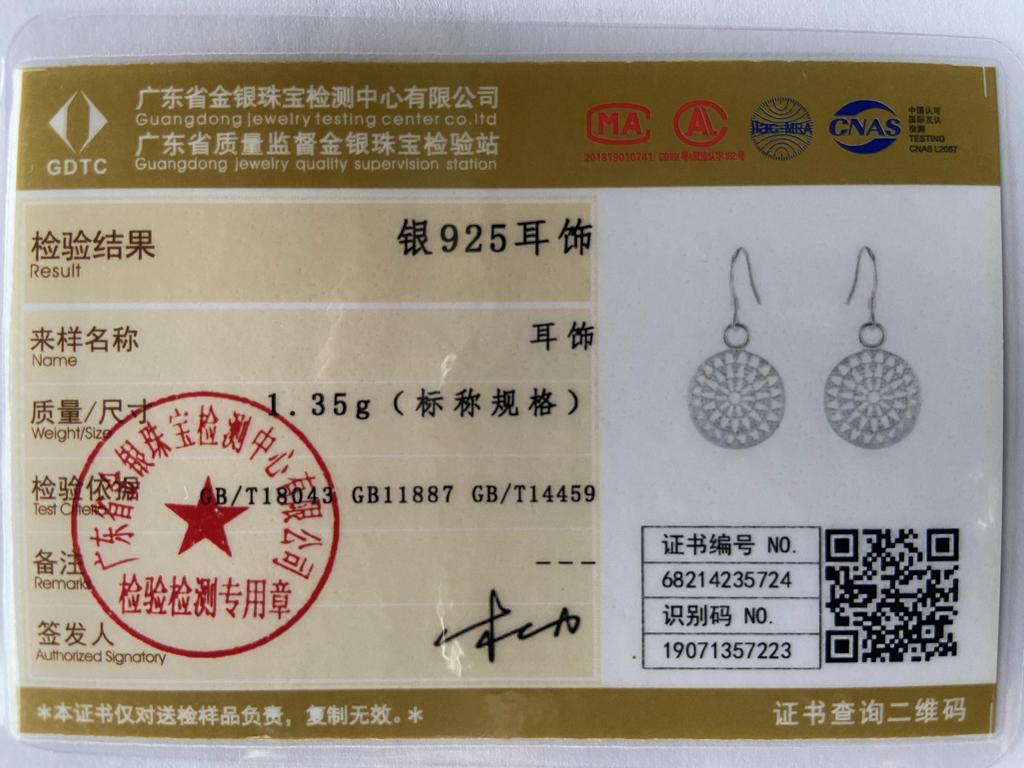 广东省金银珠宝检测中心有限公司
Guangdong jewelry testing center co.ltd
广东省质量监督金银珠宝检验站
Guangdong jewelry quality supervision station
GDTC
MA
201819010741
AL
ilac-MRA
CNAS
中国认可
国际互认
检测
TESTING
CNAS L2087
检验结果 银925耳饰
Result
来样名称 耳饰
Name
质量/尺寸 1.35g（标称规格）
Weight/Size
检验依据 GB/T18043 GB11887 GB/T14459
Test Criteria
备注 ---
Remark
签发人
Authorized Signatory
广东省金银珠宝检测中心有限公司
检验检测专用章
证书编号 NO.
68214235724
识别码 NO.
19071357223
*本证书仅对送检样品负责，复制无效。*
证书查询二维码